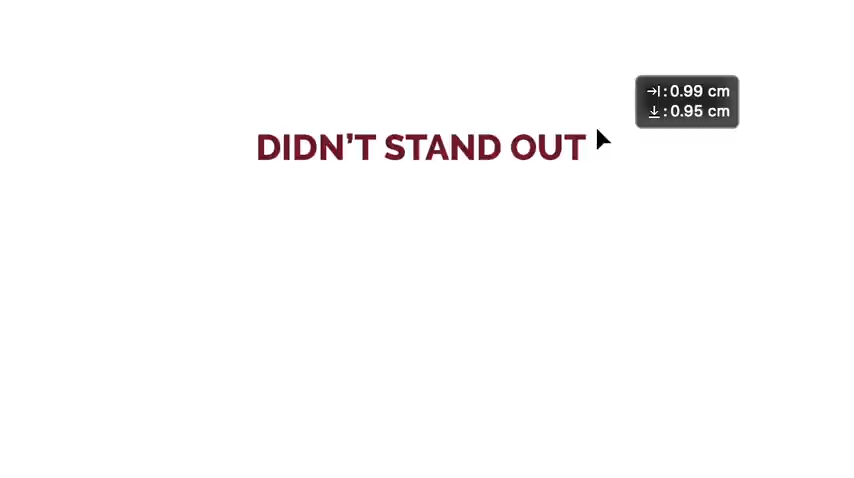 →|: 0.99 cm
↓: 0.95 cm
DIDN’T STAND OUT